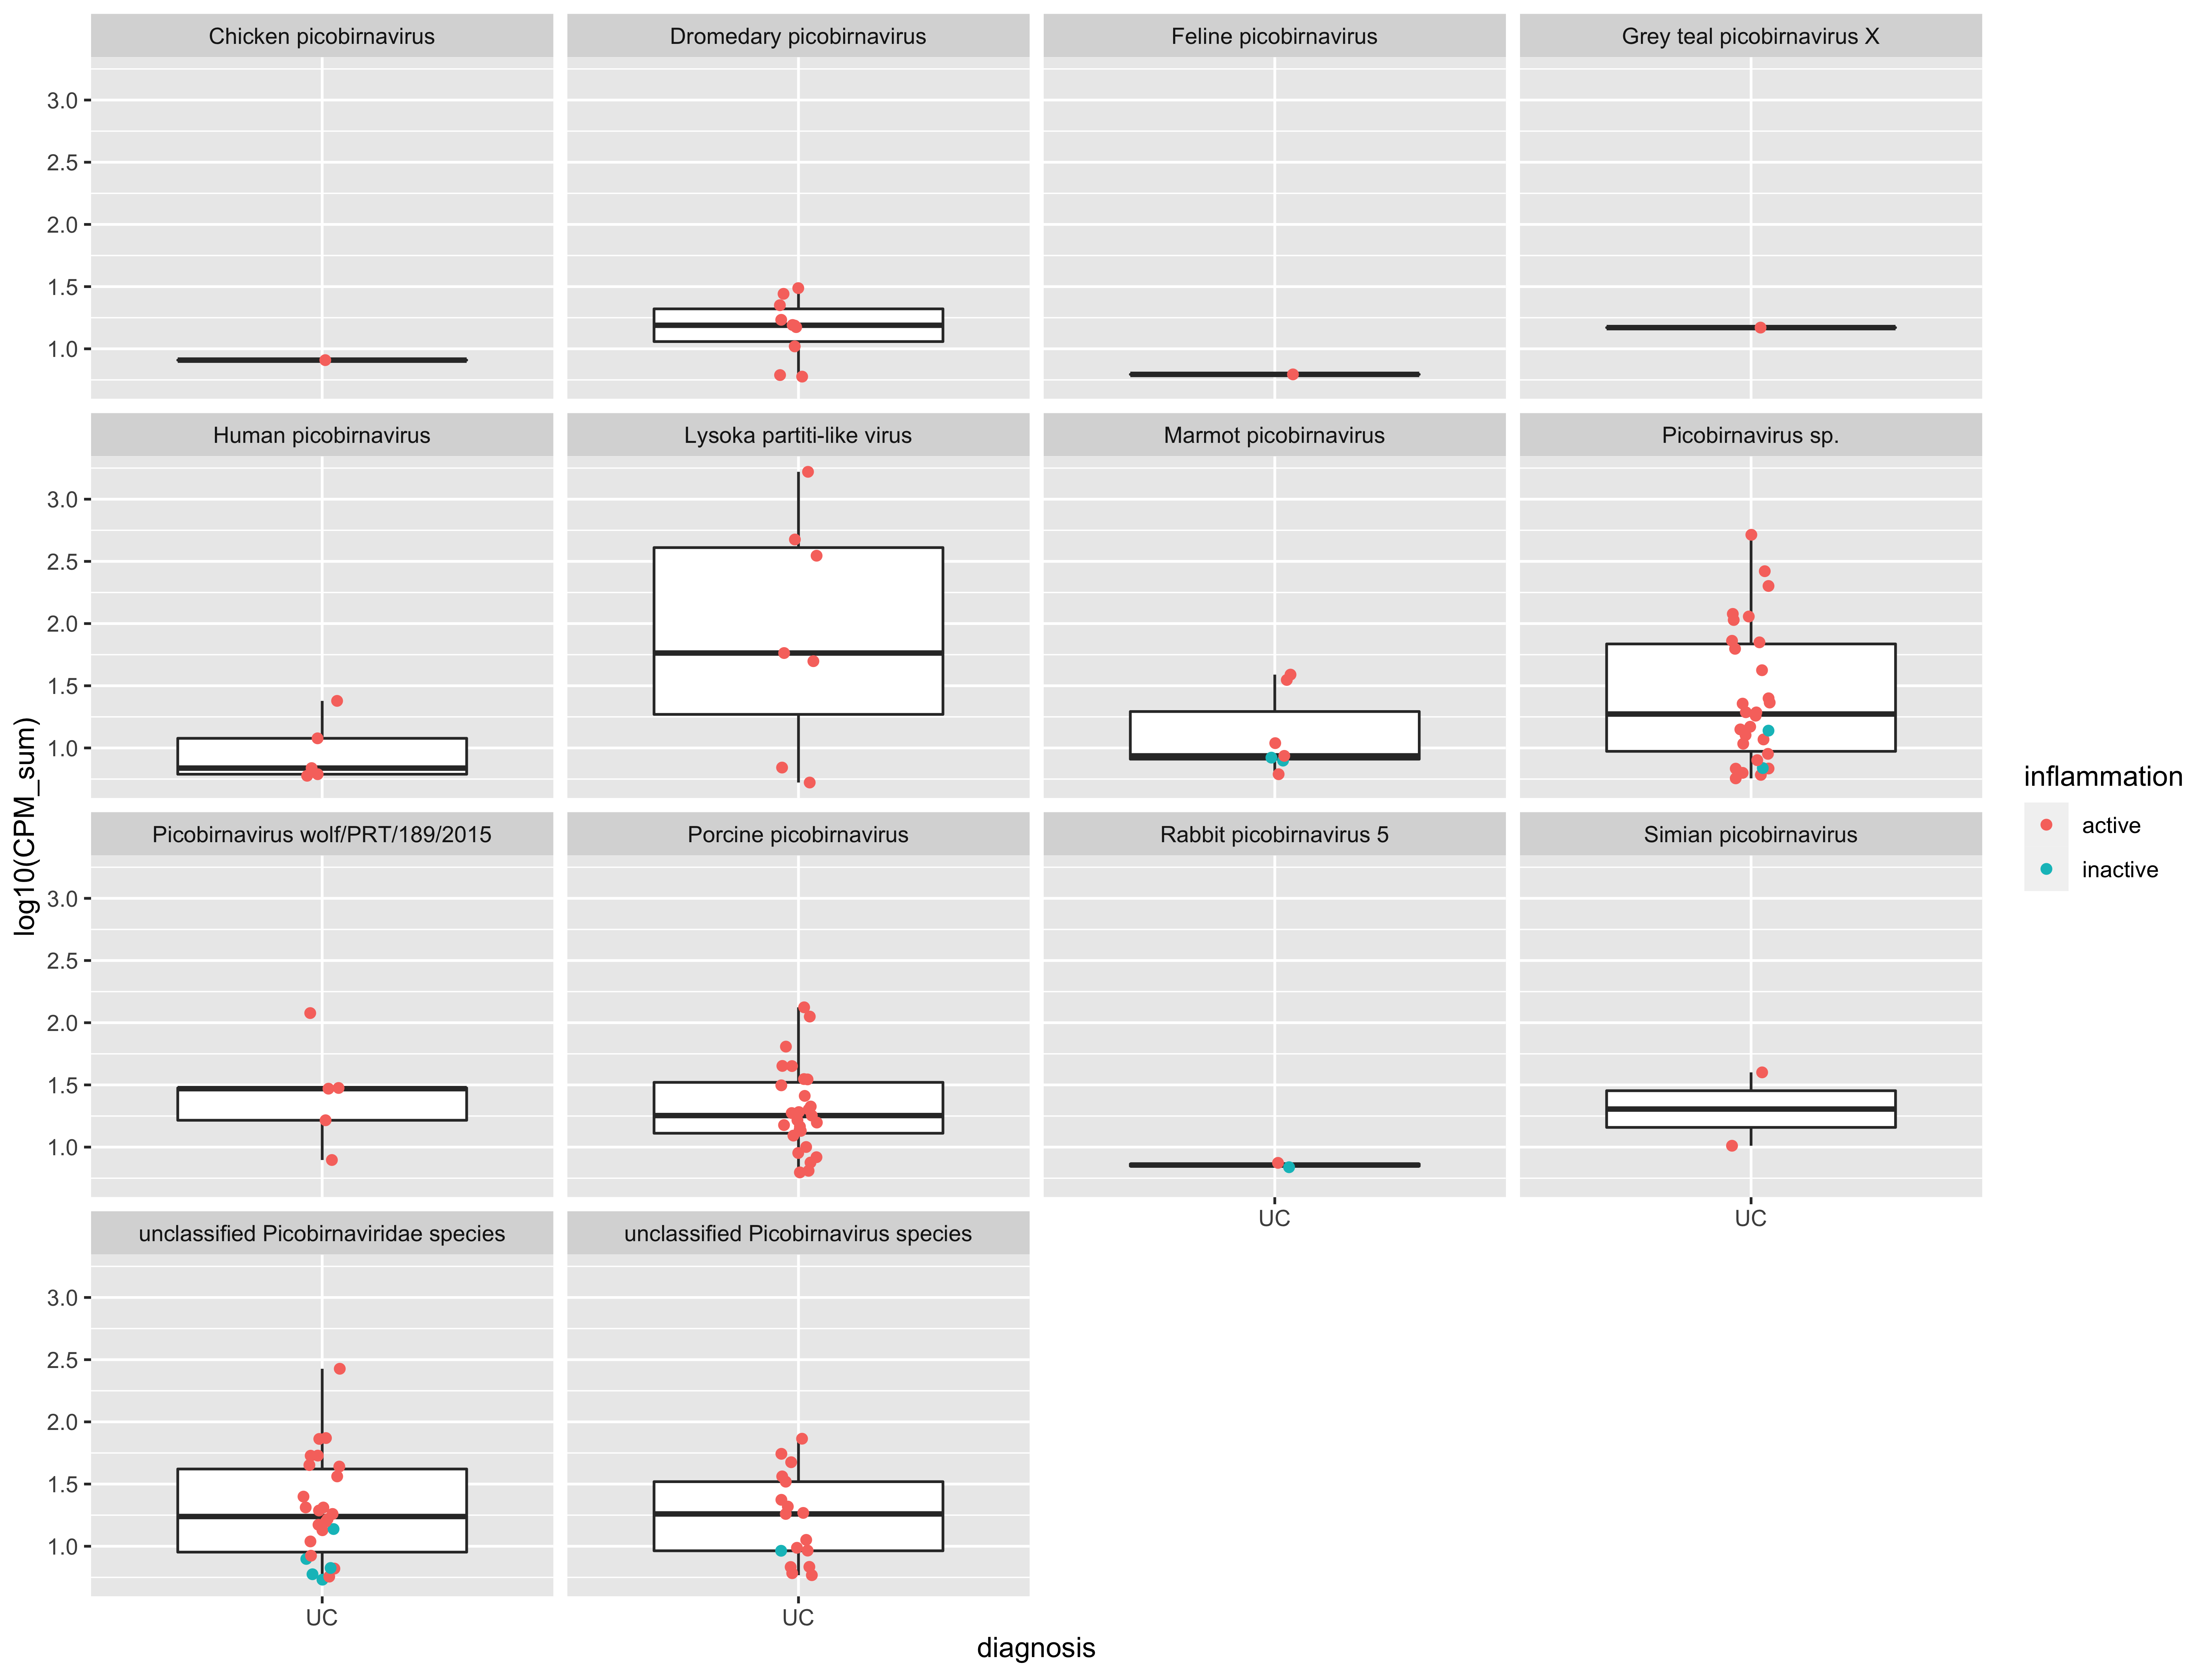 Chicken picobirnavirus
Dromedary picobirnavirus
Feline picobirnavirus
Grey teal picobirnavirus X
3.0
2.5
2.0
1.5
1.0
Human picobirnavirus
Lysoka partiti-like virus
Marmot picobirnavirus
Picobirnavirus sp.
3.0
2.5
2.0
1.5
1.0
Picobirnavirus wolf/PRT/189/2015
Porcine picobirnavirus
Rabbit picobirnavirus 5
Simian picobirnavirus
3.0
2.5
2.0
1.5
1.0
UC
UC
unclassified Picobirnaviridae species
unclassified Picobirnavirus species
3.0
2.5
2.0
1.5
1.0
UC
UC
diagnosis
log10(CPM_sum)
inflammation
active
inactive